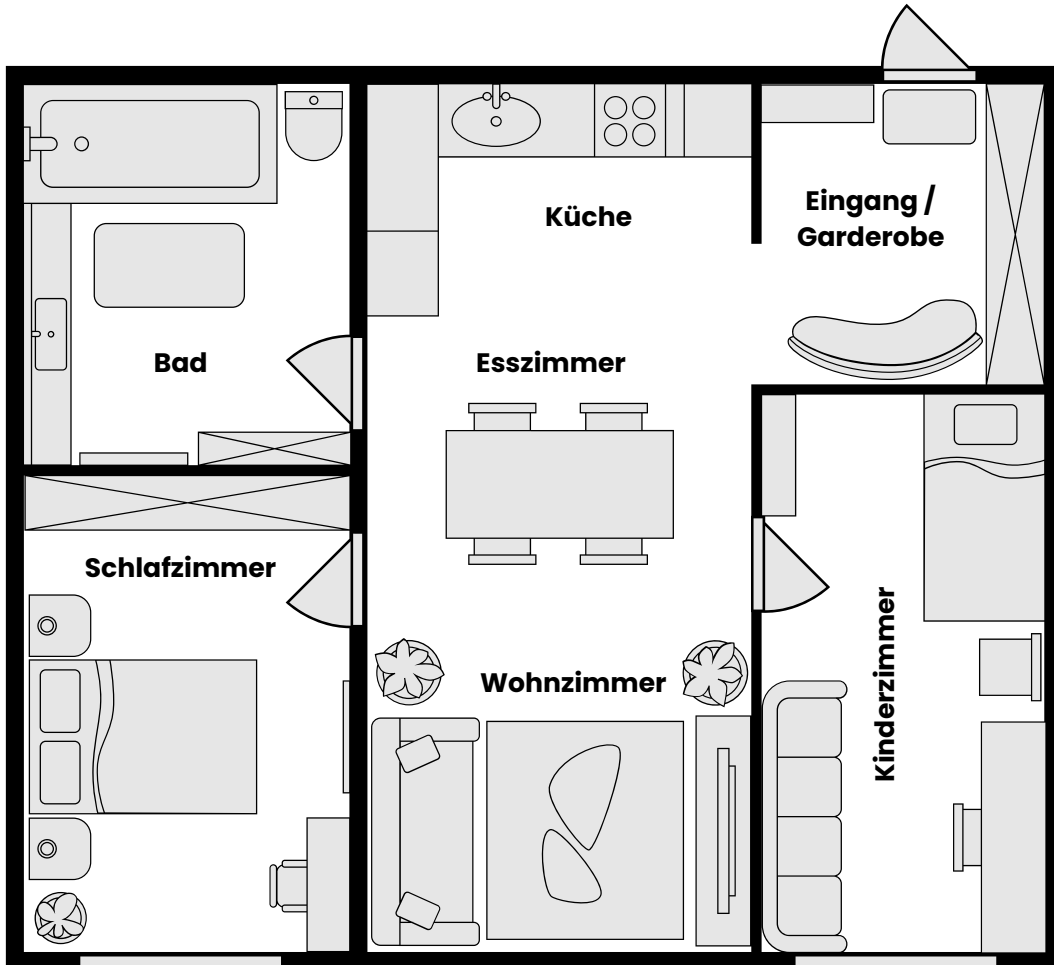 Küche
Eingang /
Garderobe
Bad
Esszimmer
Schlafzimmer
Wohnzimmer
Kinderzimmer